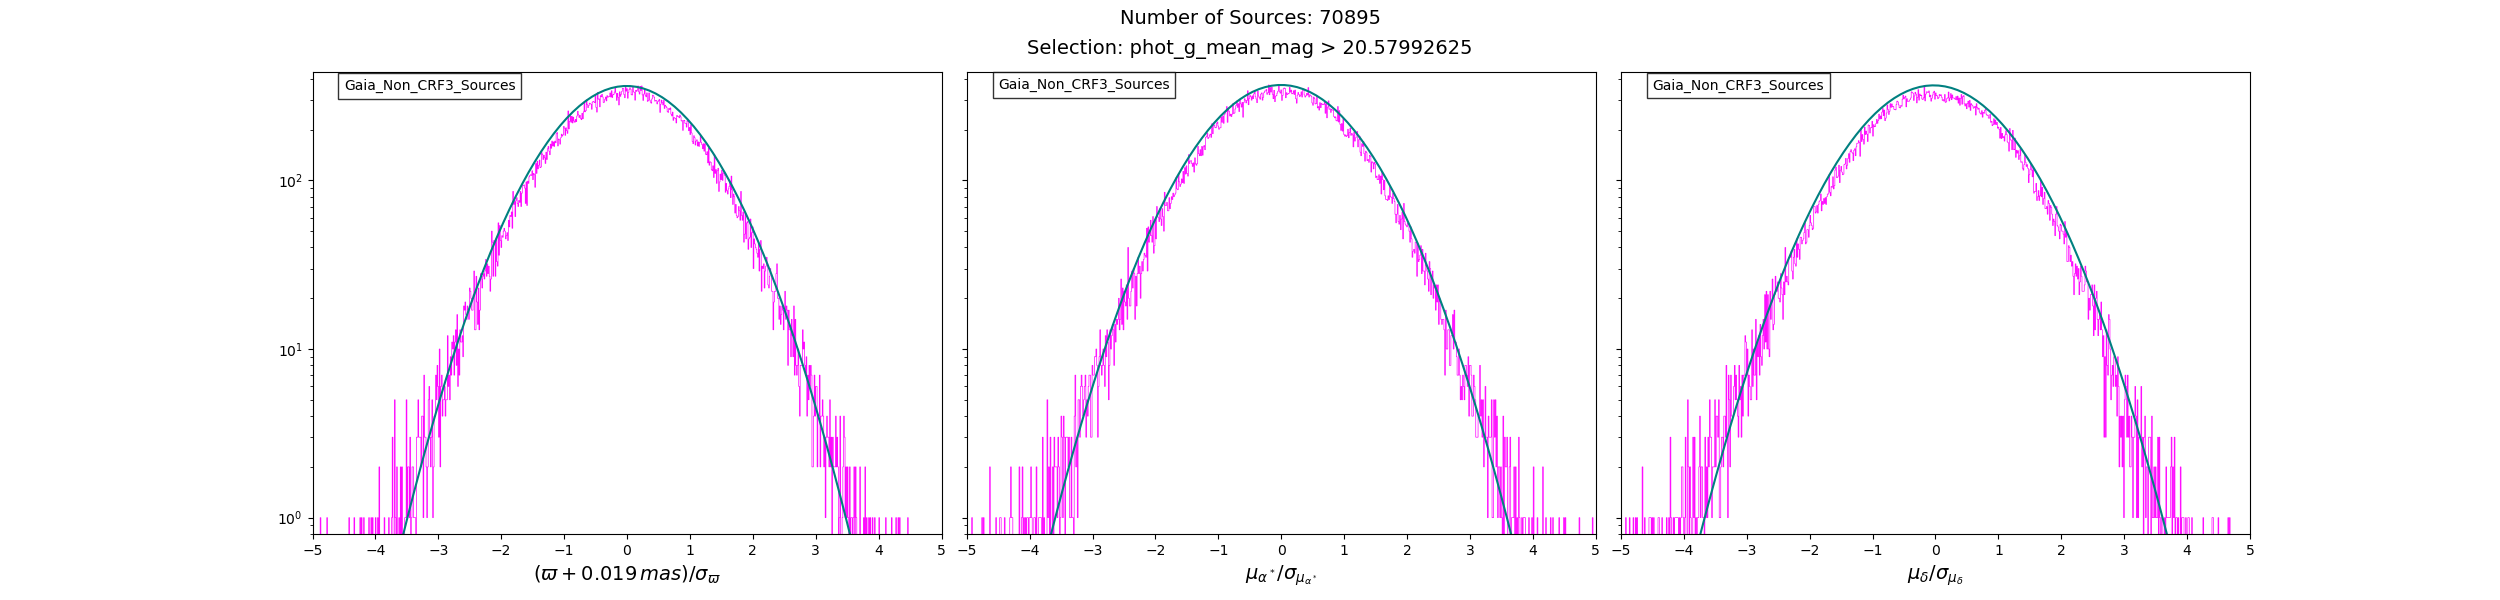 Number of Sources: 70895
Selection: phot_g_mean_mag > 20.57992625
Gaia_Non_CRF3_Sources Gaia_Non_CRF3_Sources Gaia_Non_CRF3_Sources
10²
10¹
10⁰
−5 −4 −3 −2 −1 0 1 2 3 4 5 −5 −4 −3 −2 −1 0 1 2 3 4 5 −5 −4 −3 −2 −1 0 1 2 3 4 5
(ϖ + 0.019 mas)/σ_ϖ μ_α*/σ_μ_α* μ_δ/σ_μ_δ